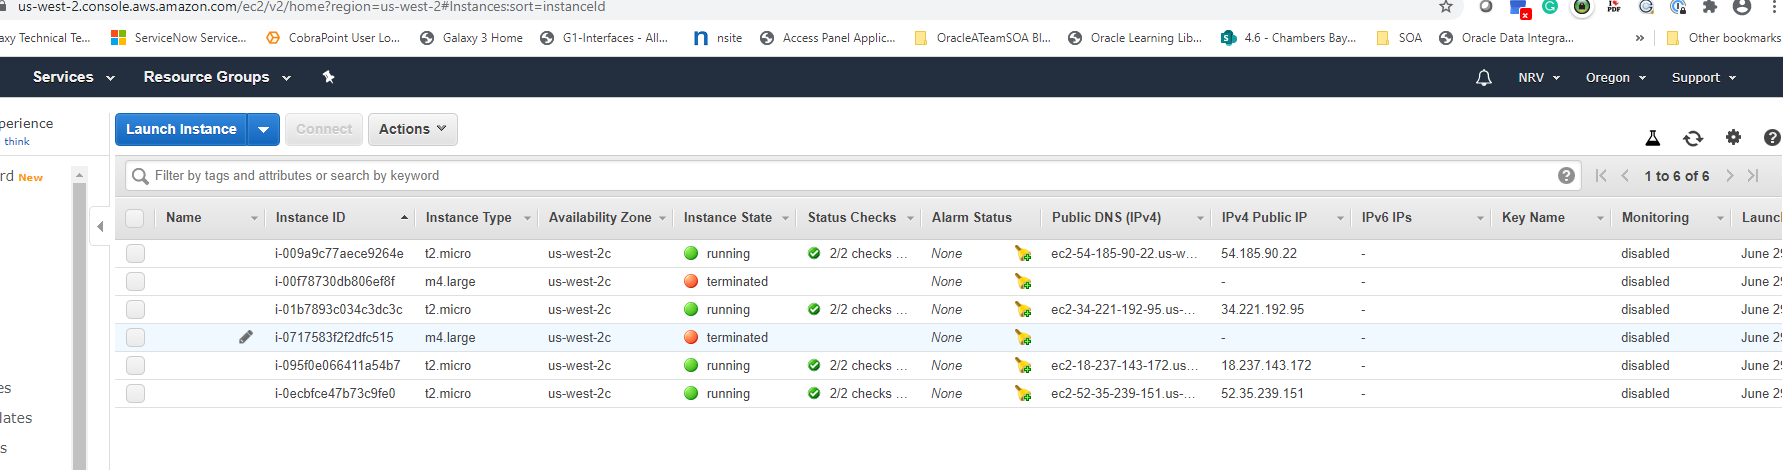 us-west-2.console.aws.amazon.com/ec2/v2/home?region=us-west-2#Instances:sort=instanceId
axy Technical Te... ServiceNow Service... CobraPoint User Lo... Galaxy 3 Home G1-Interfaces - All... nsite Access Panel Applic... OracleATeamSOA Bl... Oracle Learning Lib... 4.6 - Chambers Bay... SOA Oracle Data Integra... » Other bookmarks
Services Resource Groups NRV Oregon Support
perience
think
Launch Instance Connect Actions
rd New
Filter by tags and attributes or search by keyword 1 to 6 of 6
Name Instance ID Instance Type Availability Zone Instance State Status Checks Alarm Status Public DNS (IPv4) IPv4 Public IP IPv6 IPs Key Name Monitoring Launc
i-009a9c77aece9264e t2.micro us-west-2c running 2/2 checks ... None ec2-54-185-90-22.us-w... 54.185.90.22 - disabled June 29
i-00f78730db806ef8f m4.large us-west-2c terminated None - - disabled June 29
i-01b7893c034c3dc3c t2.micro us-west-2c running 2/2 checks ... None ec2-34-221-192-95.us-... 34.221.192.95 - disabled June 29
i-0717583f2f2dfc515 m4.large us-west-2c terminated None - - disabled June 29
i-095f0e066411a54b7 t2.micro us-west-2c running 2/2 checks ... None ec2-18-237-143-172.us... 18.237.143.172 - disabled June 29
i-0ecbfce47b73c9fe0 t2.micro us-west-2c running 2/2 checks ... None ec2-52-35-239-151.us-... 52.35.239.151 - disabled June 29
es
lates
s